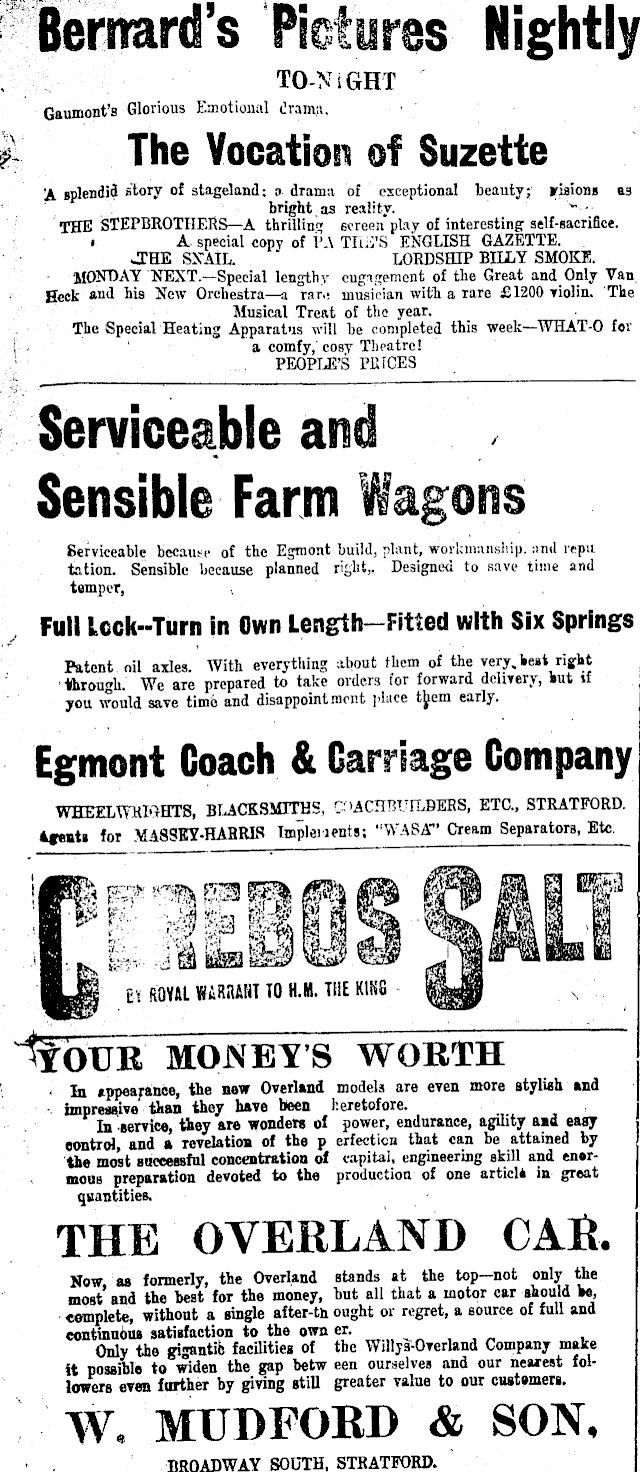 Bernard's Pictures Nightly
TO-NIGHT
Gaumont's Glorious Emotional drama.
The Vocation of Suzette
A splendid story of stageland; a drama of exceptional beauty; visions as
bright as reality.
THE STEPBROTHERS—A thrilling screen play of interesting self-sacrifice.
A special copy of PATHE'S ENGLISH GAZETTE.
THE SNAIL. LORDSHIP BILLY SMOKE.
MONDAY NEXT.—Special lengthy engagement of the Great and Only Van
Heck and his New Orchestra—a rare musician with a rare £1200 violin. The
Musical Treat of the year.
The Special Heating Apparatus will be completed this week—WHAT-O for
a comfy, cosy Theatre!
PEOPLE'S PRICES
Serviceable and
Sensible Farm Wagons
Serviceable because of the Egmont build, plant, workmanship, and repu
tation. Sensible because planned right,. Designed to save time and
temper,
Full Lock--Turn in Own Length—Fitted with Six Springs
Patent oil axles. With everything about them of the very best right
through. We are prepared to take orders for forward delivery, but if
you would save time and disappointment place them early.
Egmont Coach & Carriage Company
WHEELWRIGHTS, BLACKSMITHS, COACHBUILDERS, ETC., STRATFORD.
Agents for MASSEY-HARRIS Implements; "WASA" Cream Separators, Etc.
CEREBOS SALT
BY ROYAL WARRANT TO H.M. THE KING
YOUR MONEY'S WORTH
In appearance, the new Overland models are even more stylish and
impressive than they have been heretofore.
In service, they are wonders of power, endurance, agility and easy
control, and a revelation of the p erfection that can be attained by
the most successful concentration of capital, engineering skill and enor-
mous preparation devoted to the production of one article in great
quantities.
THE OVERLAND CAR.
Now, as formerly, the Overland stands at the top—not only the
most and the best for the money, but all that a motor car should be,
complete, without a single after-th ought or regret, a source of full and
continuous satisfaction to the own er.
Only the gigantic facilities of the Willys-Overland Company make
it possible to widen the gap betw een ourselves and our nearest fol-
lowers even further by giving still greater value to our customers.
W. MUDFORD & SON,
BROADWAY SOUTH, STRATFORD.